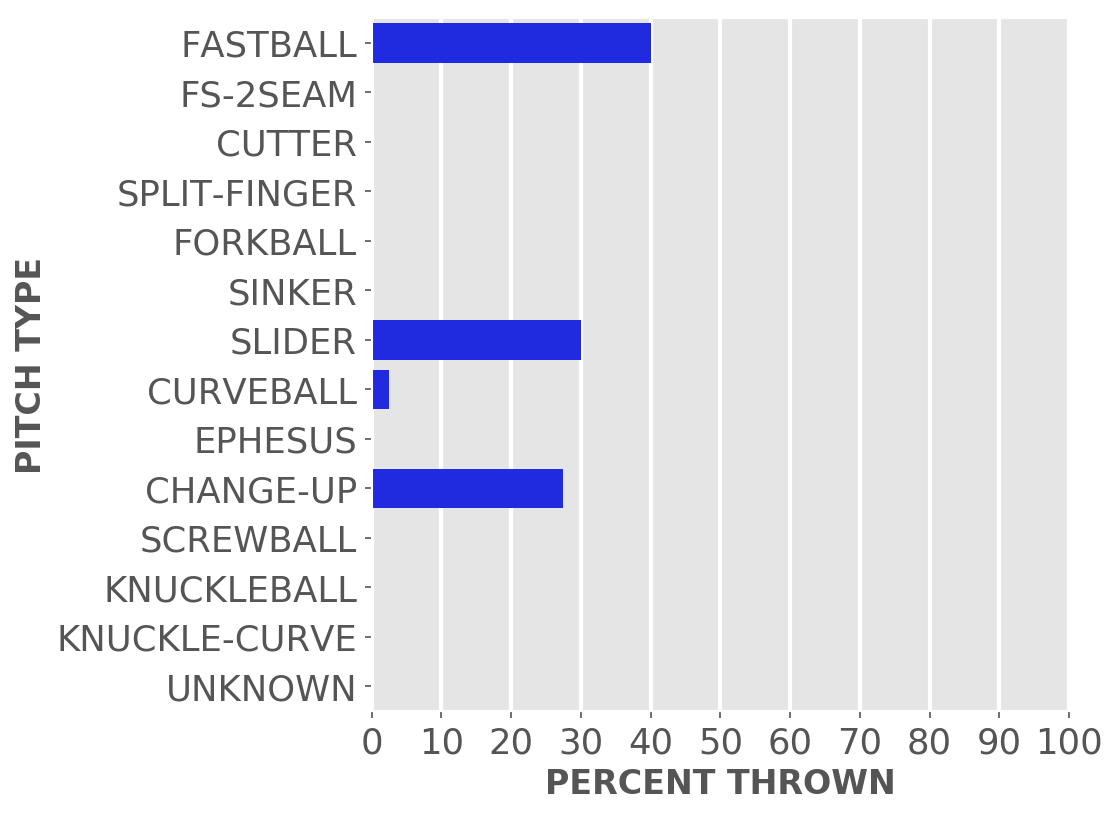 FASTBALL
FS-2SEAM
CUTTER
SPLIT-FINGER
FORKBALL
SINKER
SLIDER
CURVEBALL
EPHESUS
CHANGE-UP
SCREWBALL
KNUCKLEBALL
KNUCKLE-CURVE
UNKNOWN
PITCH TYPE
0 10 20 30 40 50 60 70 80 90 100
PERCENT THROWN